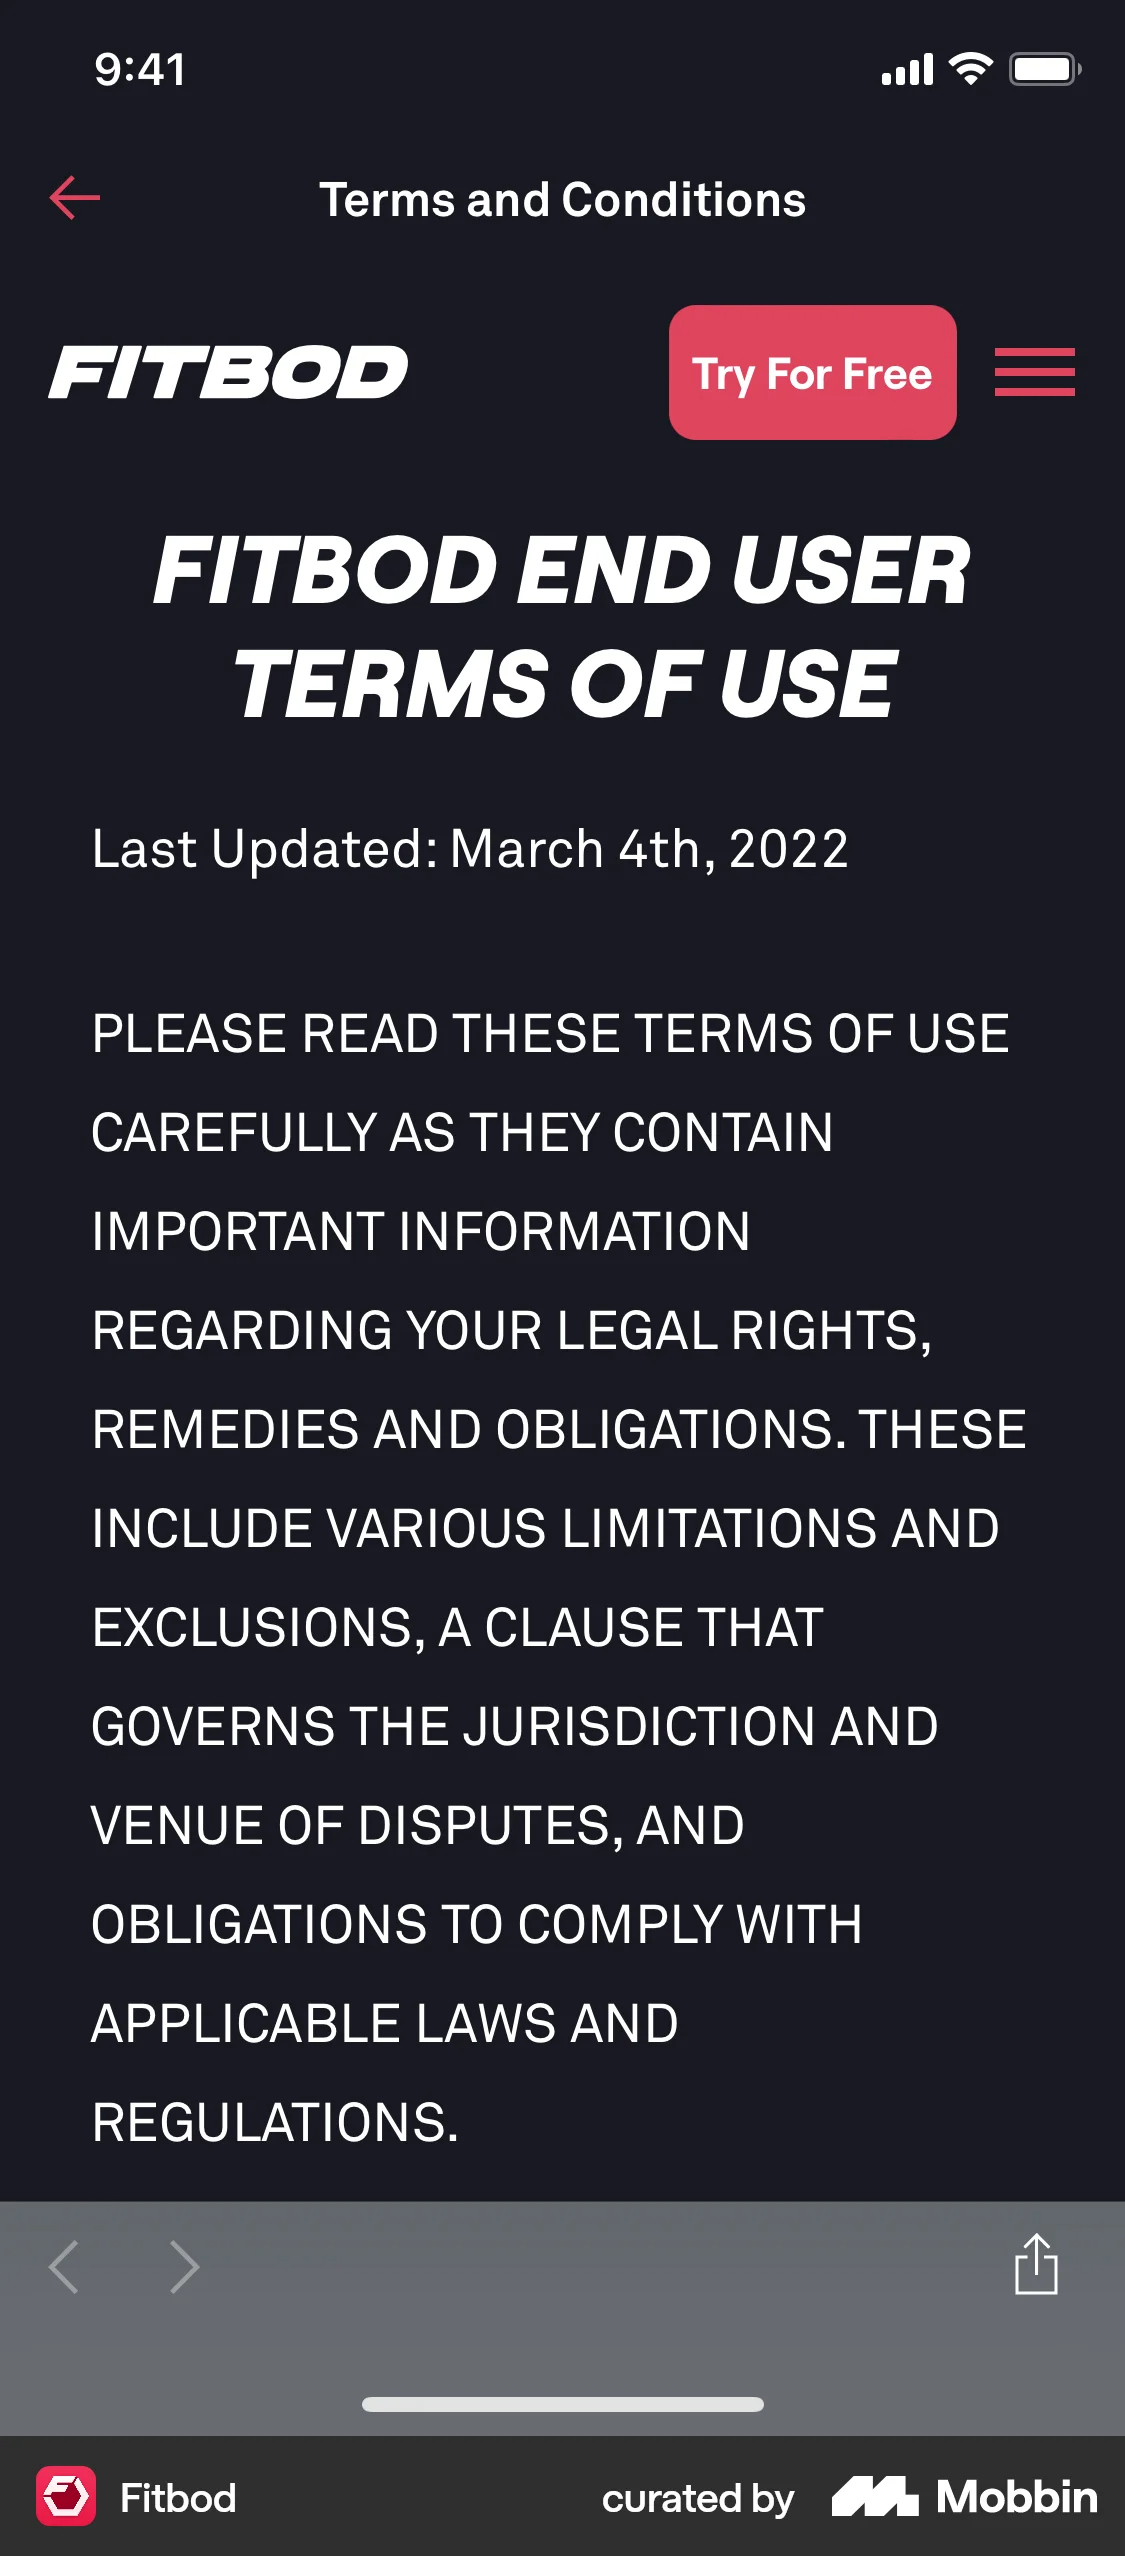 9:41
Terms and Conditions
FITBOD
Try For Free
FITBOD END USER
TERMS OF USE
Last Updated: March 4th, 2022
PLEASE READ THESE TERMS OF USE
CAREFULLY AS THEY CONTAIN
IMPORTANT INFORMATION
REGARDING YOUR LEGAL RIGHTS,
REMEDIES AND OBLIGATIONS. THESE
INCLUDE VARIOUS LIMITATIONS AND
EXCLUSIONS, A CLAUSE THAT
GOVERNS THE JURISDICTION AND
VENUE OF DISPUTES, AND
OBLIGATIONS TO COMPLY WITH
APPLICABLE LAWS AND
REGULATIONS.
Fitbod
curated by Mobbin